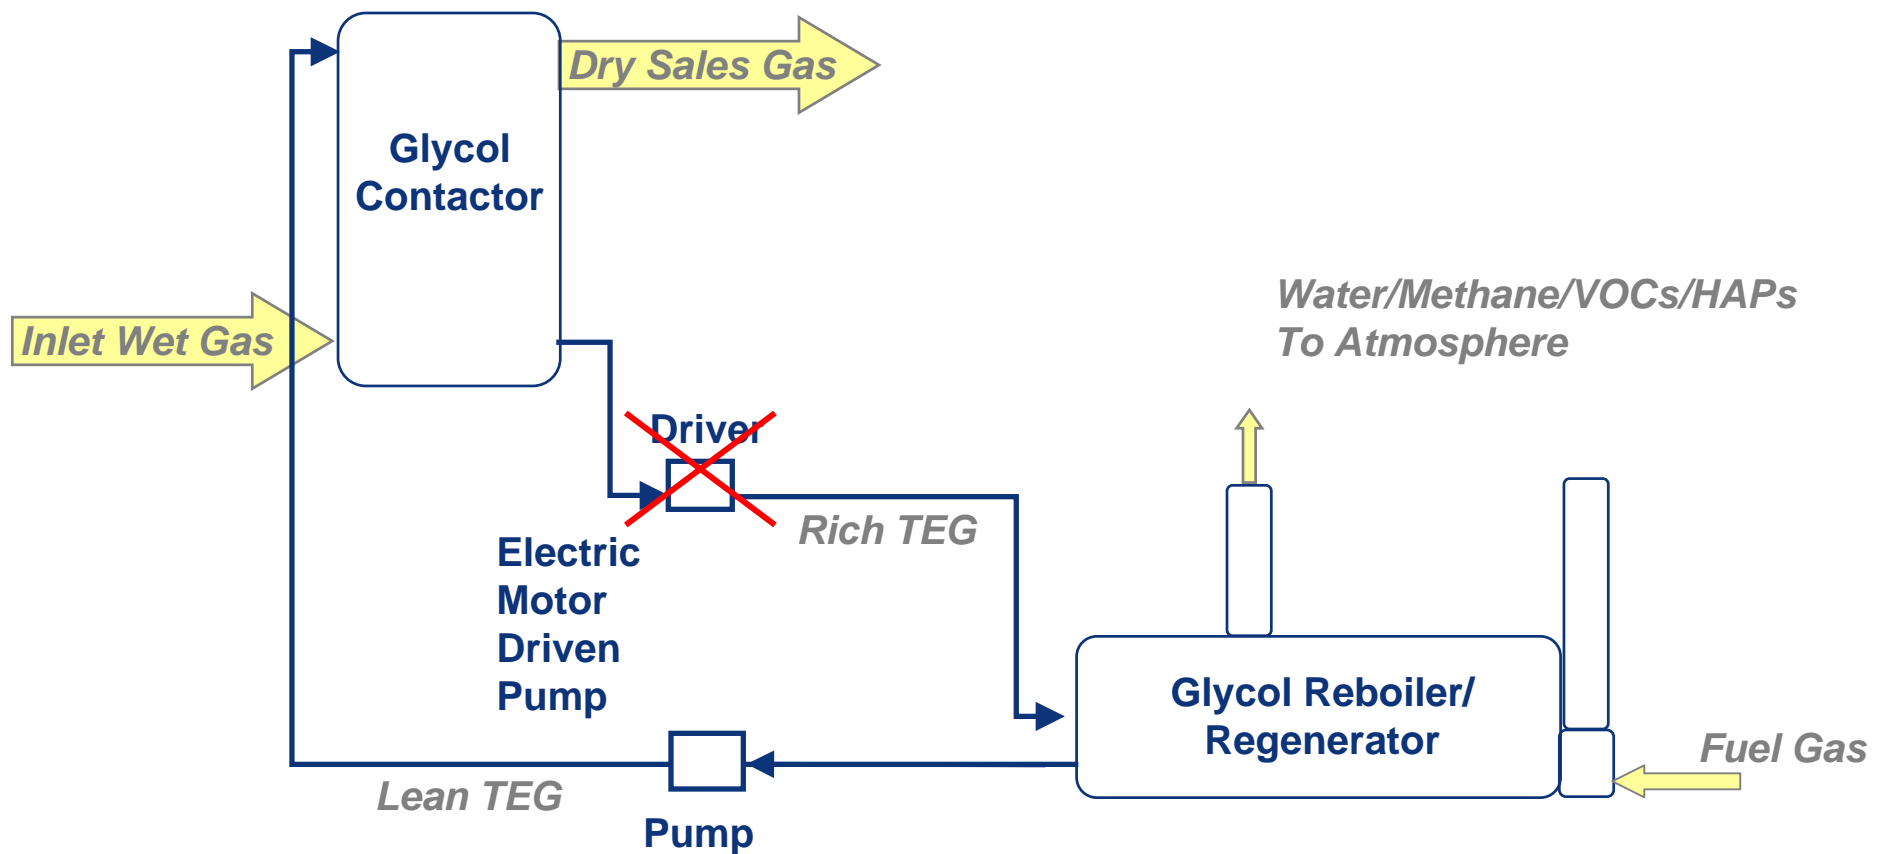 Dry Sales Gas
Glycol
Contactor
Inlet Wet Gas
Water/Methane/VOCs/HAPs
To Atmosphere
Driver
Rich TEG
Electric
Motor
Driven
Pump
Glycol Reboiler/
Regenerator
Fuel Gas
Lean TEG
Pump